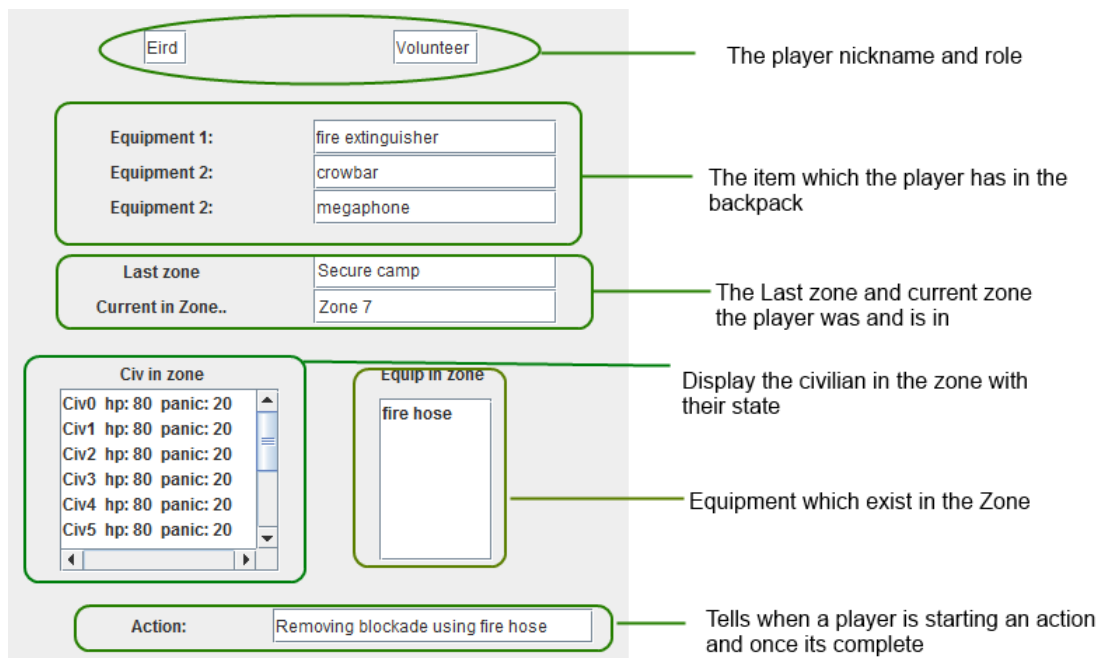 Eird Volunteer
The player nickname and role
Equipment 1: fire extinguisher
Equipment 2: crowbar
Equipment 2: megaphone
The item which the player has in the
backpack
Last zone Secure camp
Current in Zone.. Zone 7
The Last zone and current zone
the player was and is in
Civ in zone
Civ0 hp: 80 panic: 20
Civ1 hp: 80 panic: 20
Civ2 hp: 80 panic: 20
Civ3 hp: 80 panic: 20
Civ4 hp: 80 panic: 20
Civ5 hp: 80 panic: 20
Equip in zone
fire hose
Display the civilian in the zone with
their state
Equipment which exist in the Zone
Action: Removing blockade using fire hose
Tells when a player is starting an action
and once its complete